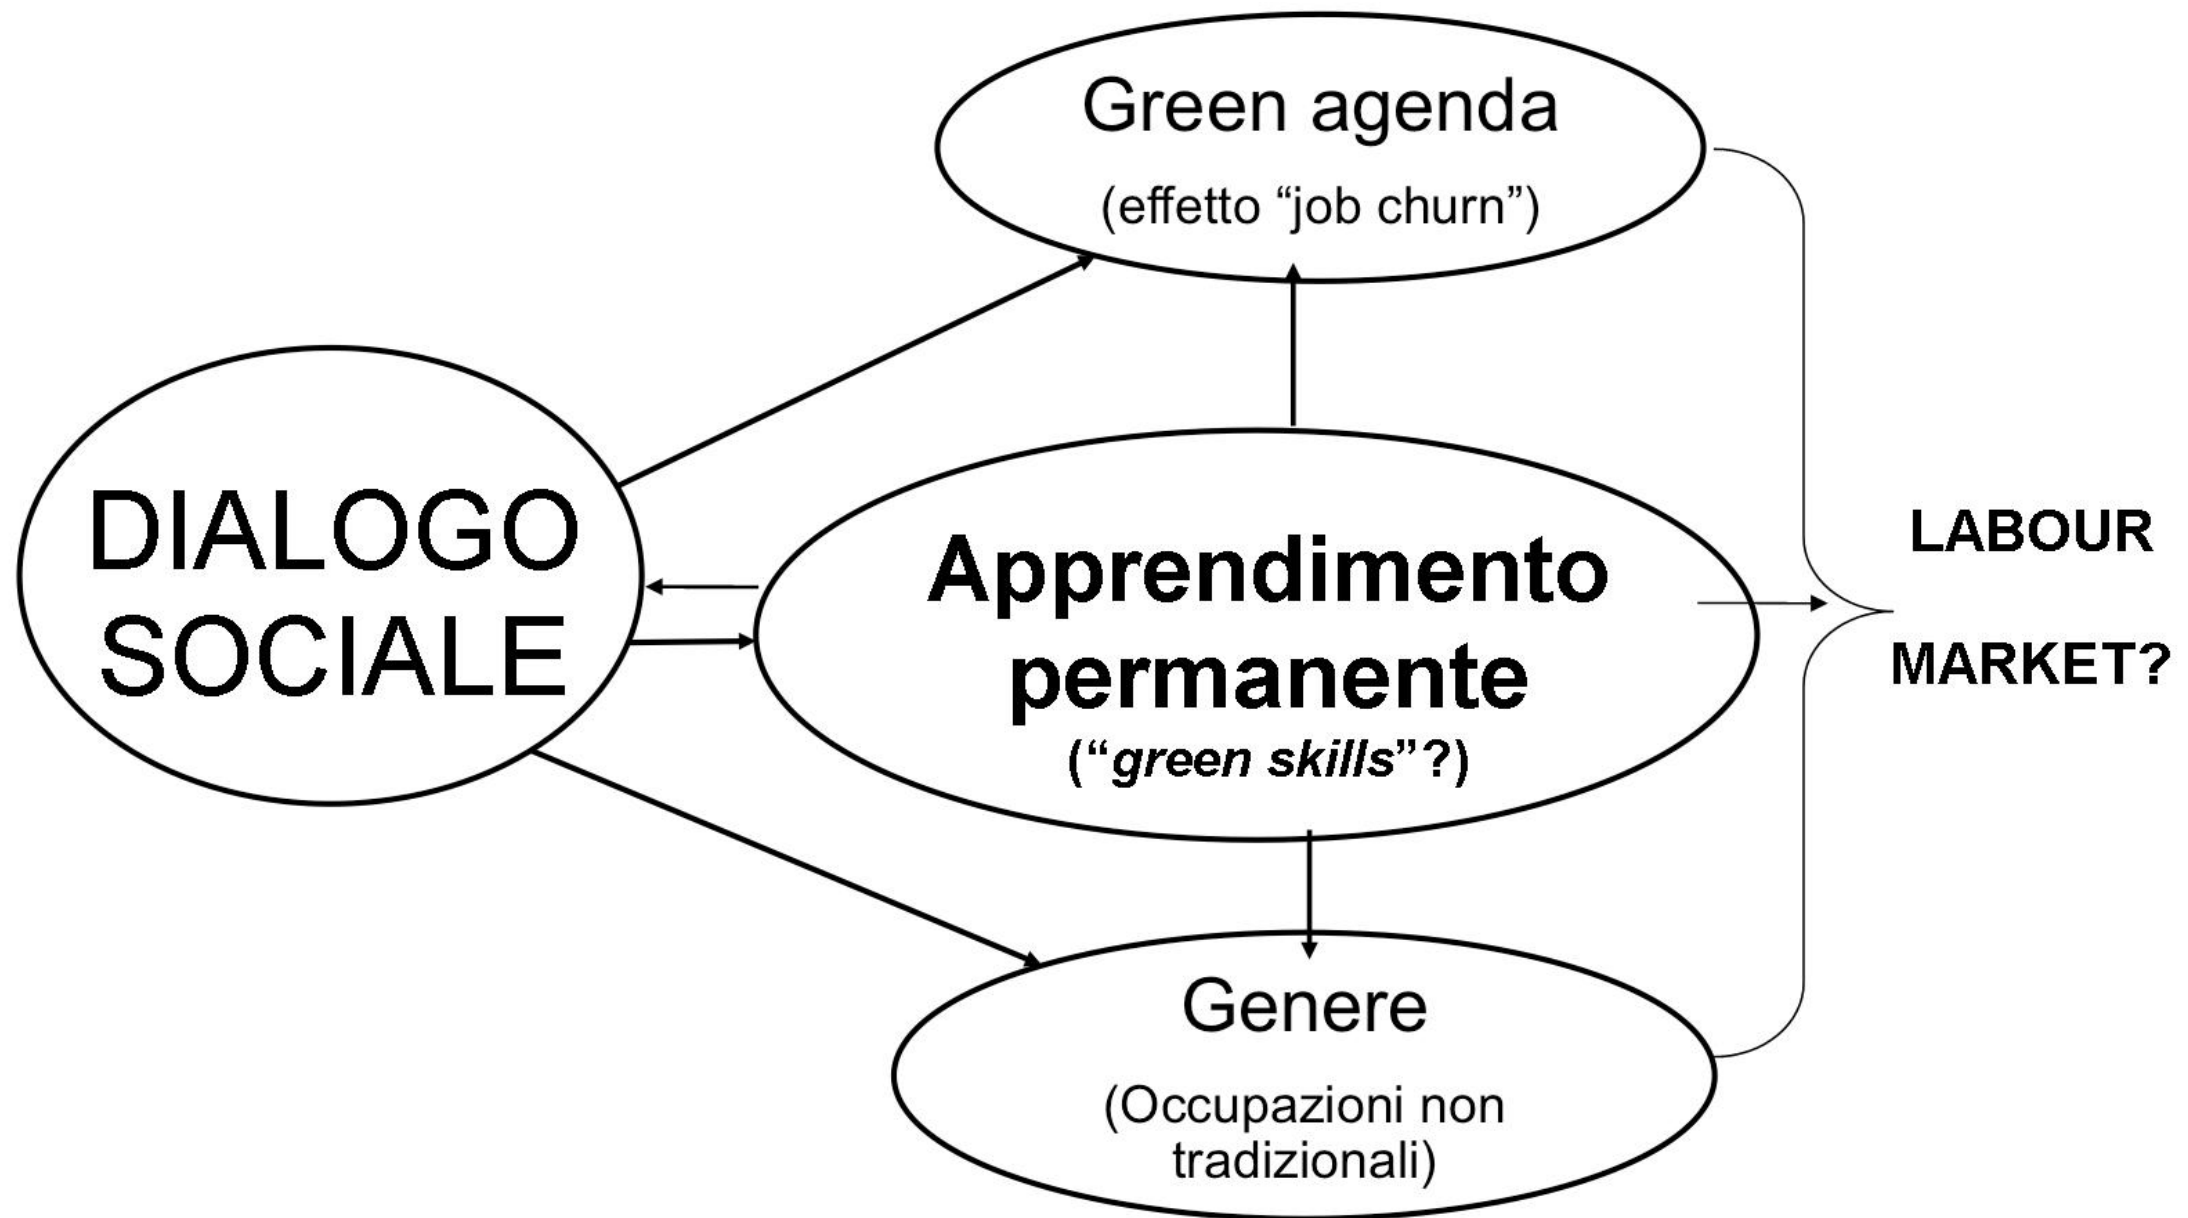 Green agenda
(effetto “job churn”)
DIALOGO
SOCIALE
Apprendimento
permanente
(“green skills”?)
LABOUR
MARKET?
Genere
(Occupazioni non
tradizionali)